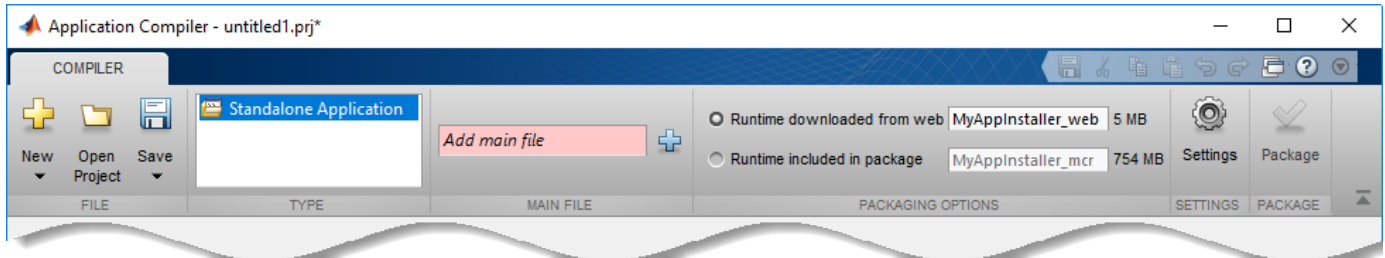 Application Compiler - untitled1.prj*
COMPILER
New
Open
Project
Save
Standalone Application
Add main file
Runtime downloaded from web MyAppInstaller_web 5 MB
Runtime included in package MyAppInstaller_mcr 754 MB
Settings
Package
FILE
TYPE
MAIN FILE
PACKAGING OPTIONS
SETTINGS
PACKAGE